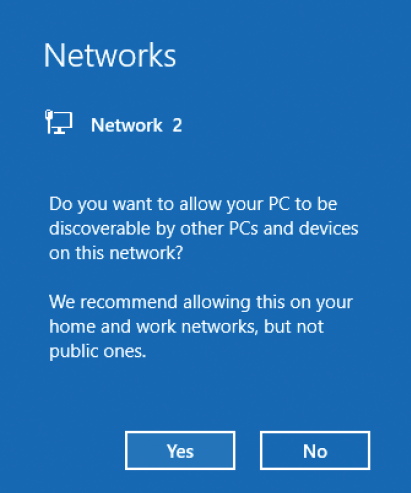 Networks
Network 2
Do you want to allow your PC to be
discoverable by other PCs and devices
on this network?
We recommend allowing this on your
home and work networks, but not
public ones.
Yes No